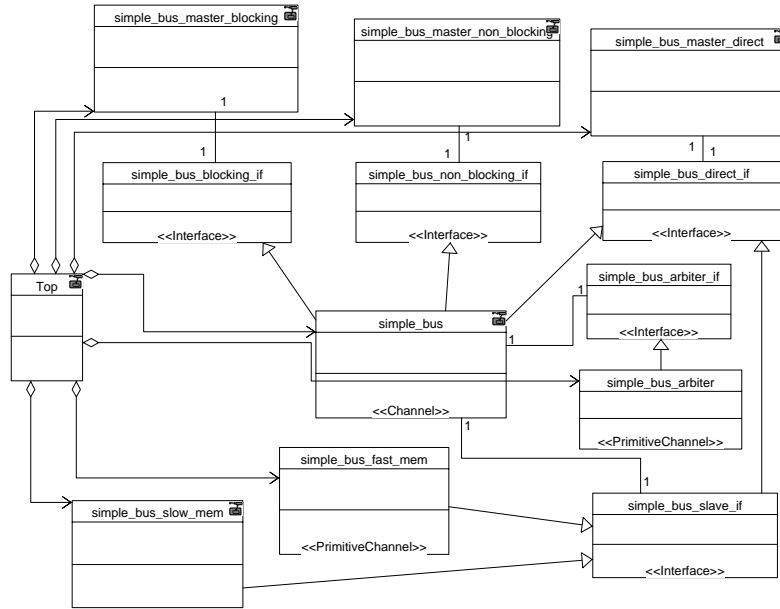 simple_bus_master_blocking
simple_bus_master_non_blocking
simple_bus_master_direct
1
1
1
1
1
1
simple_bus_blocking_if
simple_bus_non_blocking_if
simple_bus_direct_if
<<Interface>>
<<Interface>>
<<Interface>>
Top
simple_bus
<<Channel>>
simple_bus_arbiter_if
<<Interface>>
1
1
simple_bus_arbiter
<<PrimitiveChannel>>
1
simple_bus_fast_mem
<<PrimitiveChannel>>
1
simple_bus_slow_mem
simple_bus_slave_if
<<Interface>>